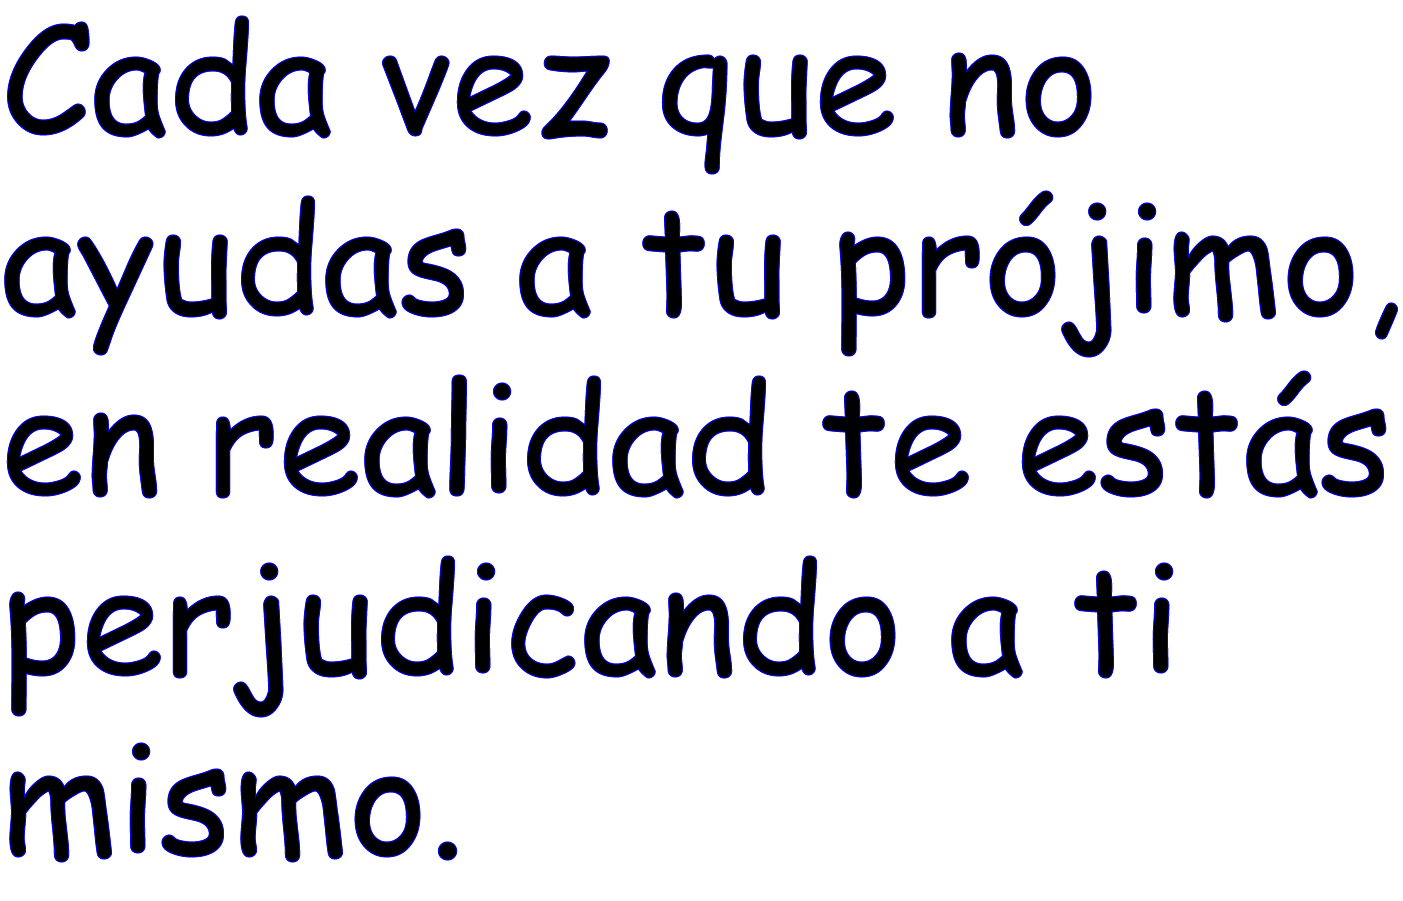 Cada vez que no
ayudas a tu prójimo,
en realidad te estás
perjudicando a ti
mismo.